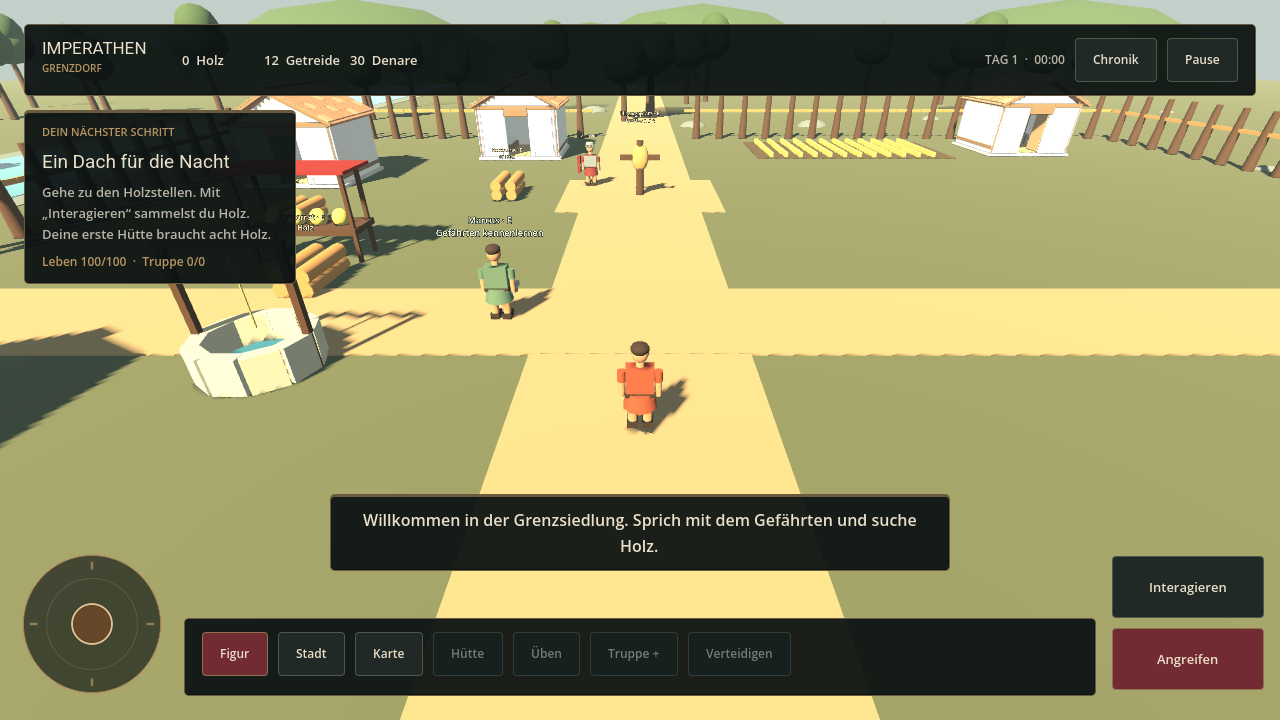 IMPERATHEN
GRENZDORF
0 Holz
12 Getreide
30 Denare
TAG 1 · 00:00
Chronik
Pause
DEIN NÄCHSTER SCHRITT
Ein Dach für die Nacht
Gehe zu den Holzstellen. Mit
„Interagieren“ sammelst du Holz.
Deine erste Hütte braucht acht Holz.
Leben 100/100 · Truppe 0/0
Holz
Marcus · E
Gefährten kennenlernen
Willkommen in der Grenzsiedlung. Sprich mit dem Gefährten und suche
Holz.
Interagieren
Angreifen
Figur
Stadt
Karte
Hütte
Üben
Truppe +
Verteidigen